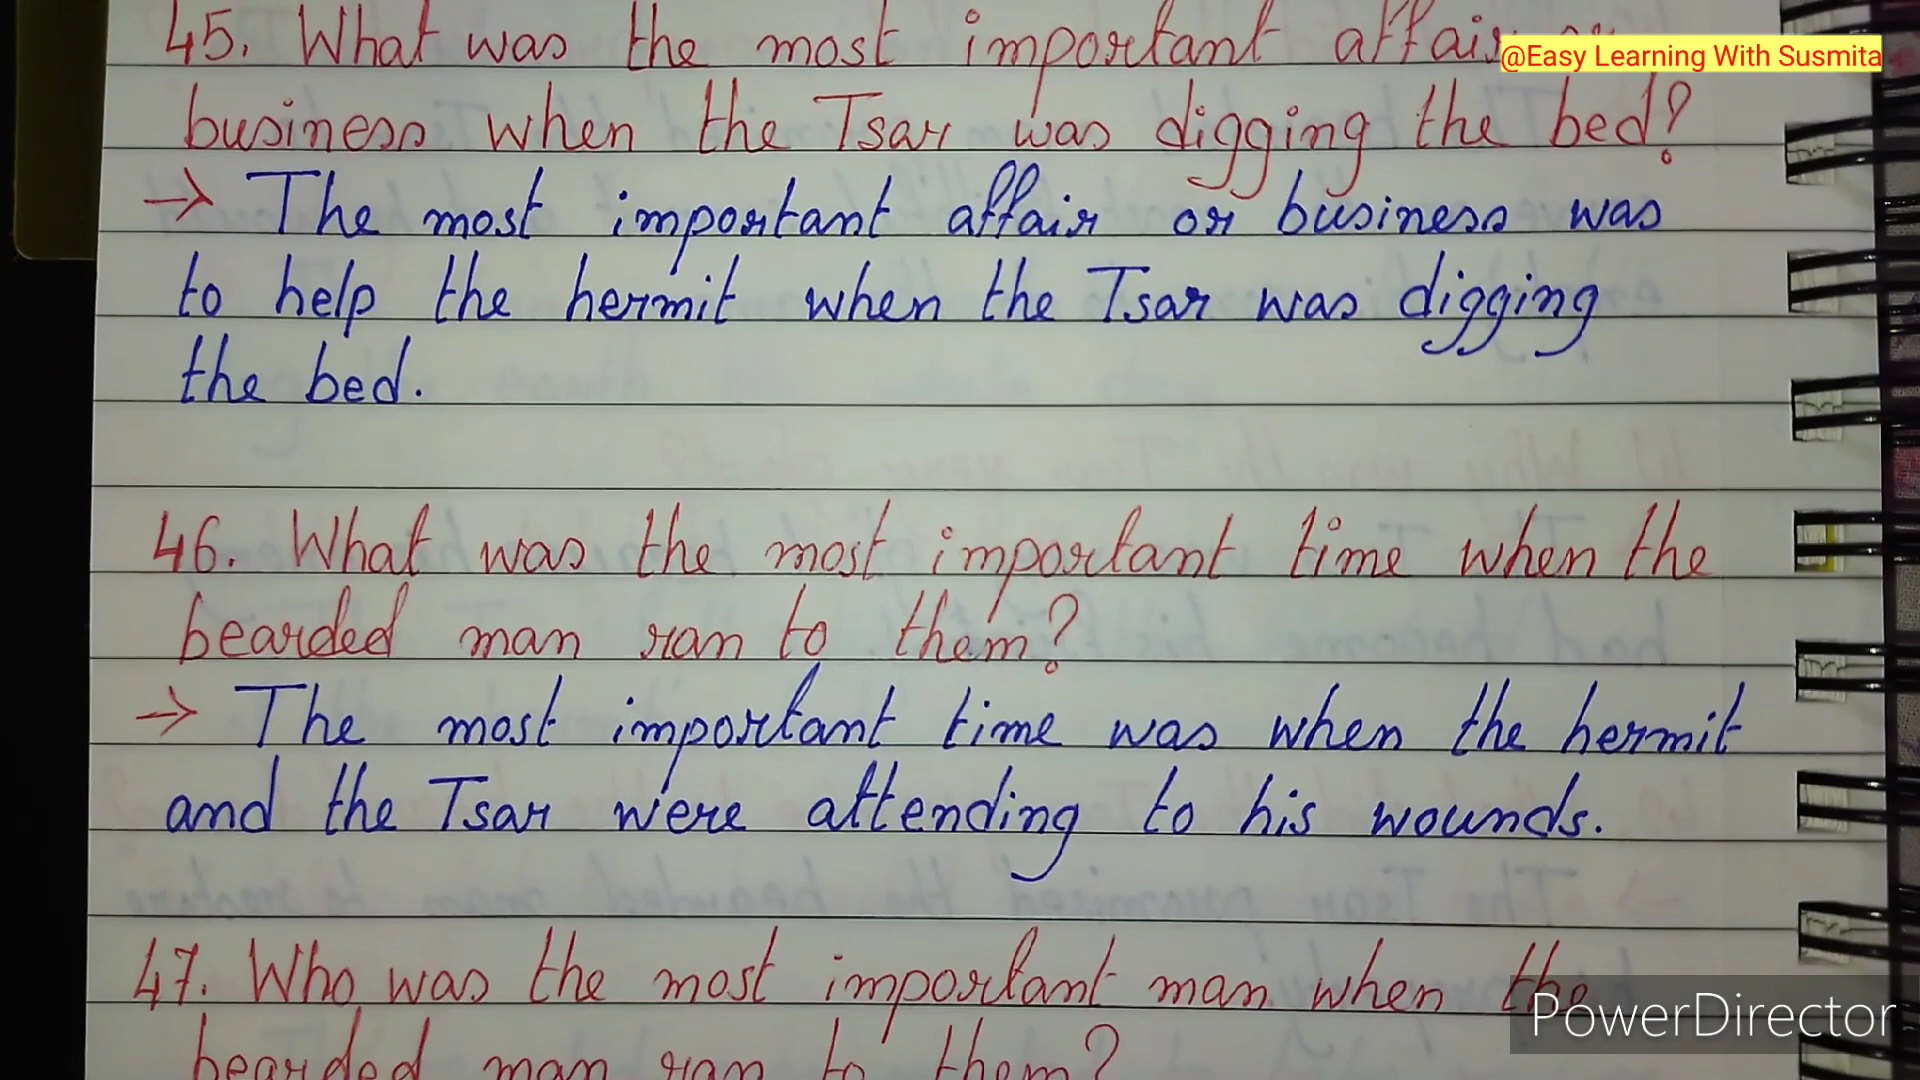 45. What was the most important affair or
@Easy Learning With Susmita
business when the Tsar was digging the bed?
→ The most important affair or business was
to help the hermit when the Tsar was digging
the bed.
46. What was the most important time when the
bearded man ran to them?
→ The most important time was when the hermit
and the Tsar were attending to his wounds.
47. Who was the most important man when the
PowerDirector
bearded man ran to them?